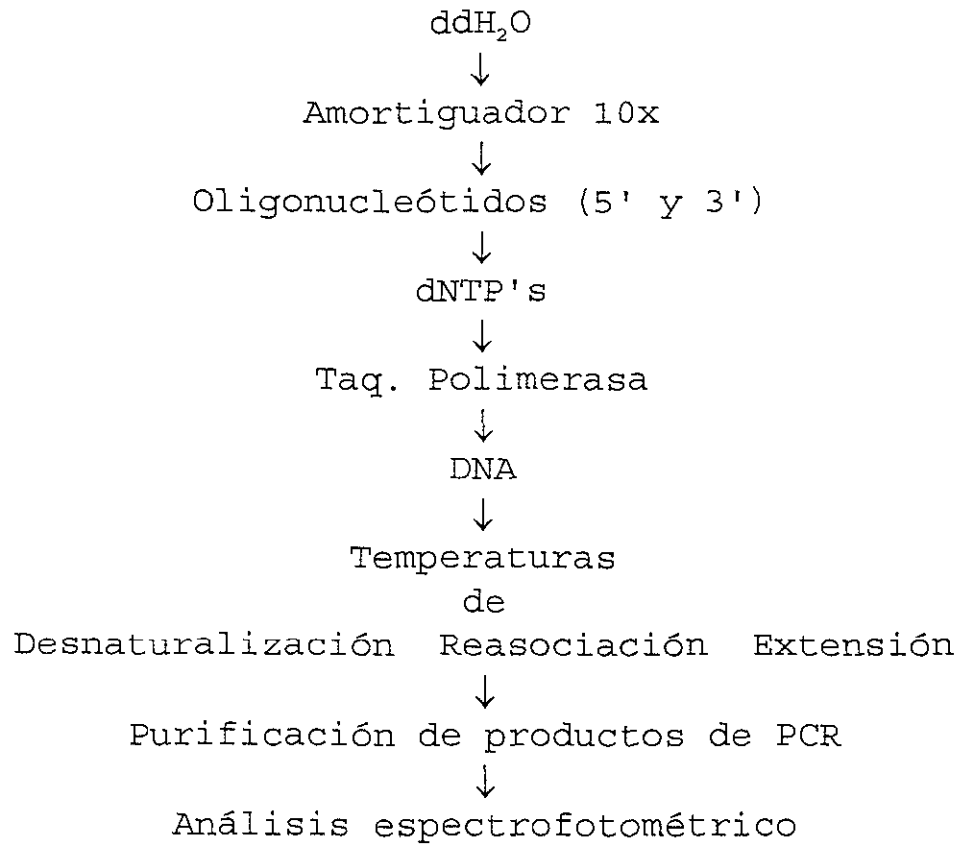 ddH₂O
↓
Amortiguador 10x
↓
Oligonucleótidos (5' y 3')
↓
dNTP's
↓
Taq. Polimerasa
↓
DNA
↓
Temperaturas
de
Desnaturalización Reasociación Extensión
↓
Purificación de productos de PCR
↓
Análisis espectrofotométrico